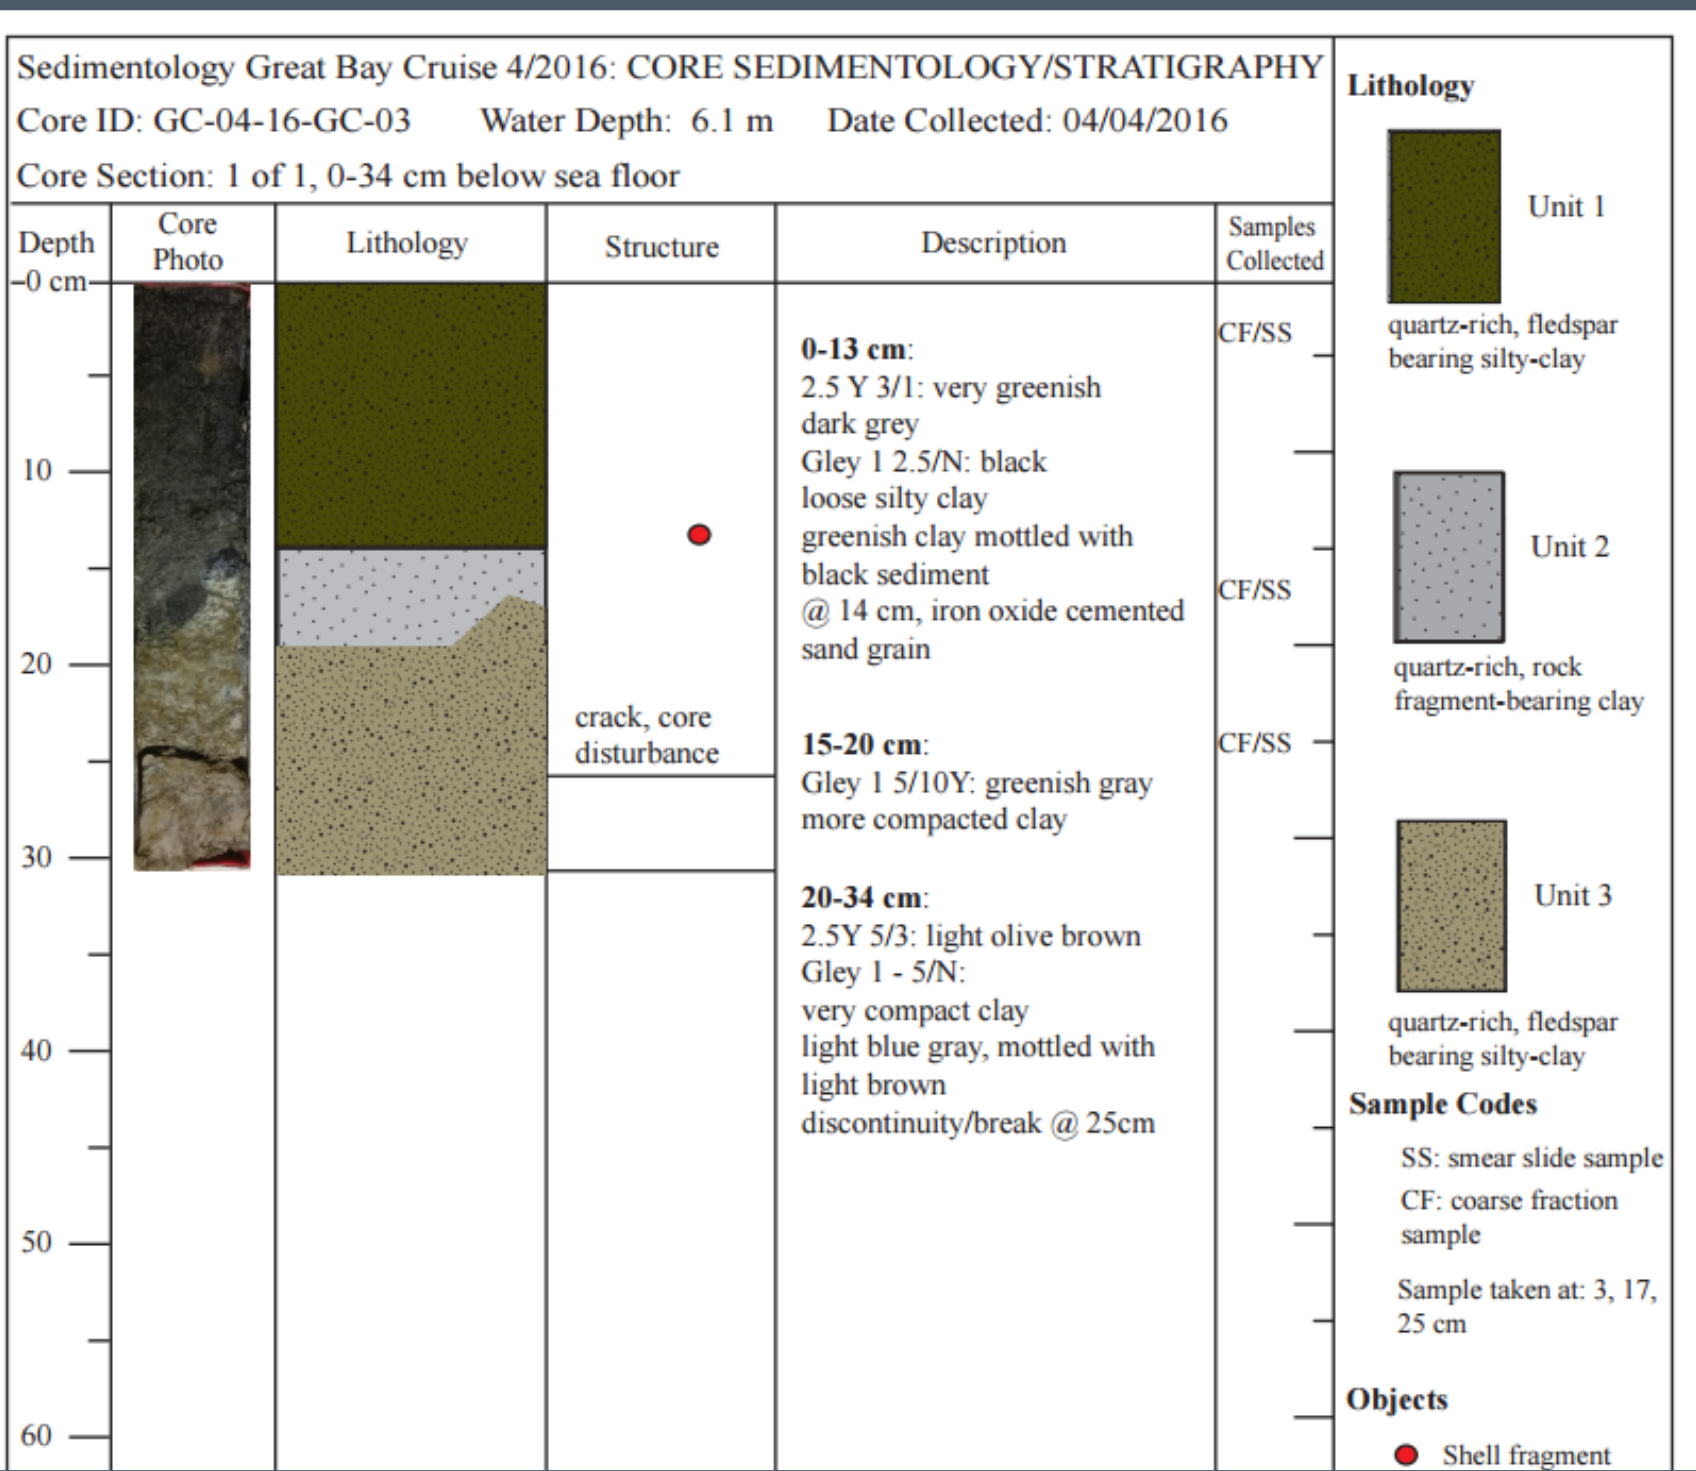 Sedimentology Great Bay Cruise 4/2016: CORE SEDIMENTOLOGY/STRATIGRAPHY
Core ID: GC-04-16-GC-03 Water Depth: 6.1 m Date Collected: 04/04/2016
Core Section: 1 of 1, 0-34 cm below sea floor
Depth
Core
Photo
Lithology
Structure
Description
Samples
Collected
0 cm
10
20
30
40
50
60
crack, core
disturbance
0-13 cm:
2.5 Y 3/1: very greenish
dark grey
Gley 1 2.5/N: black
loose silty clay
greenish clay mottled with
black sediment
@ 14 cm, iron oxide cemented
sand grain
15-20 cm:
Gley 1 5/10Y: greenish gray
more compacted clay
20-34 cm:
2.5Y 5/3: light olive brown
Gley 1 - 5/N:
very compact clay
light blue gray, mottled with
light brown
discontinuity/break @ 25cm
CF/SS
CF/SS
CF/SS
Lithology
Unit 1
quartz-rich, fledspar
bearing silty-clay
Unit 2
quartz-rich, rock
fragment-bearing clay
Unit 3
quartz-rich, fledspar
bearing silty-clay
Sample Codes
SS: smear slide sample
CF: coarse fraction
sample
Sample taken at: 3, 17,
25 cm
Objects
Shell fragment